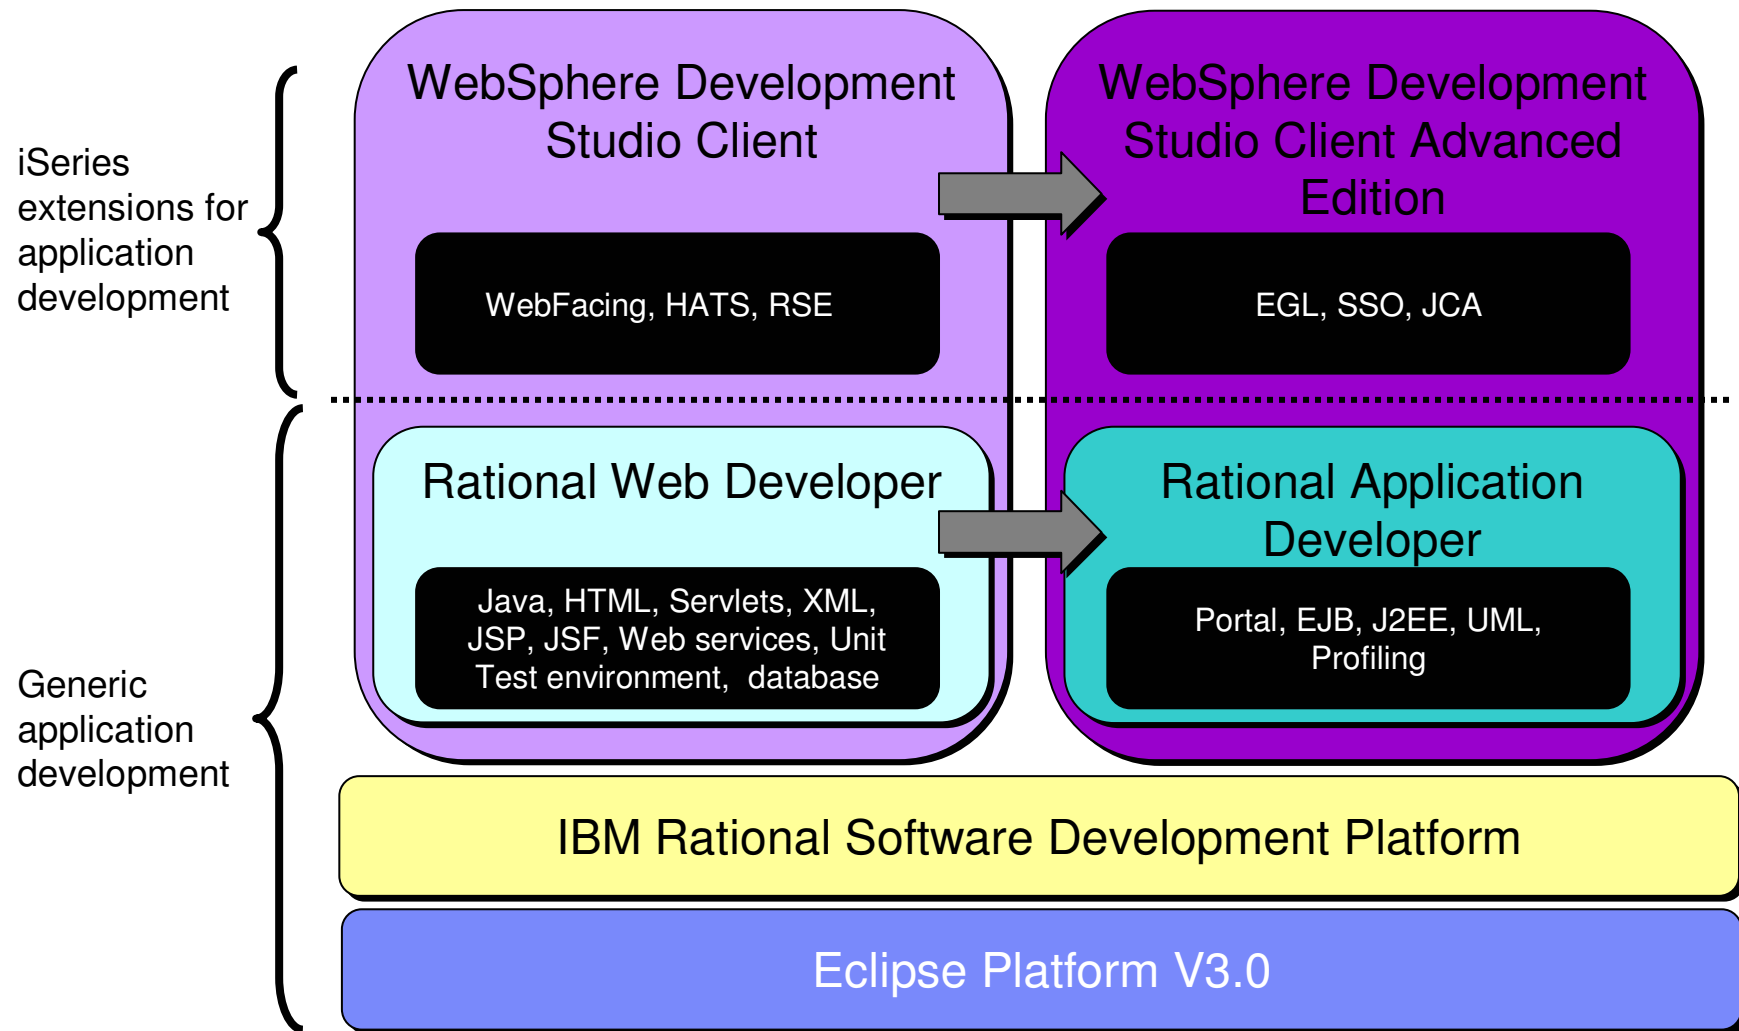 iSeries
extensions for
application
development
WebSphere Development
Studio Client
WebFacing, HATS, RSE
WebSphere Development
Studio Client Advanced
Edition
EGL, SSO, JCA
Generic
application
development
Rational Web Developer
Java, HTML, Servlets, XML,
JSP, JSF, Web services, Unit
Test environment,  database
Rational Application
Developer
Portal, EJB, J2EE, UML,
Profiling
IBM Rational Software Development Platform
Eclipse Platform V3.0